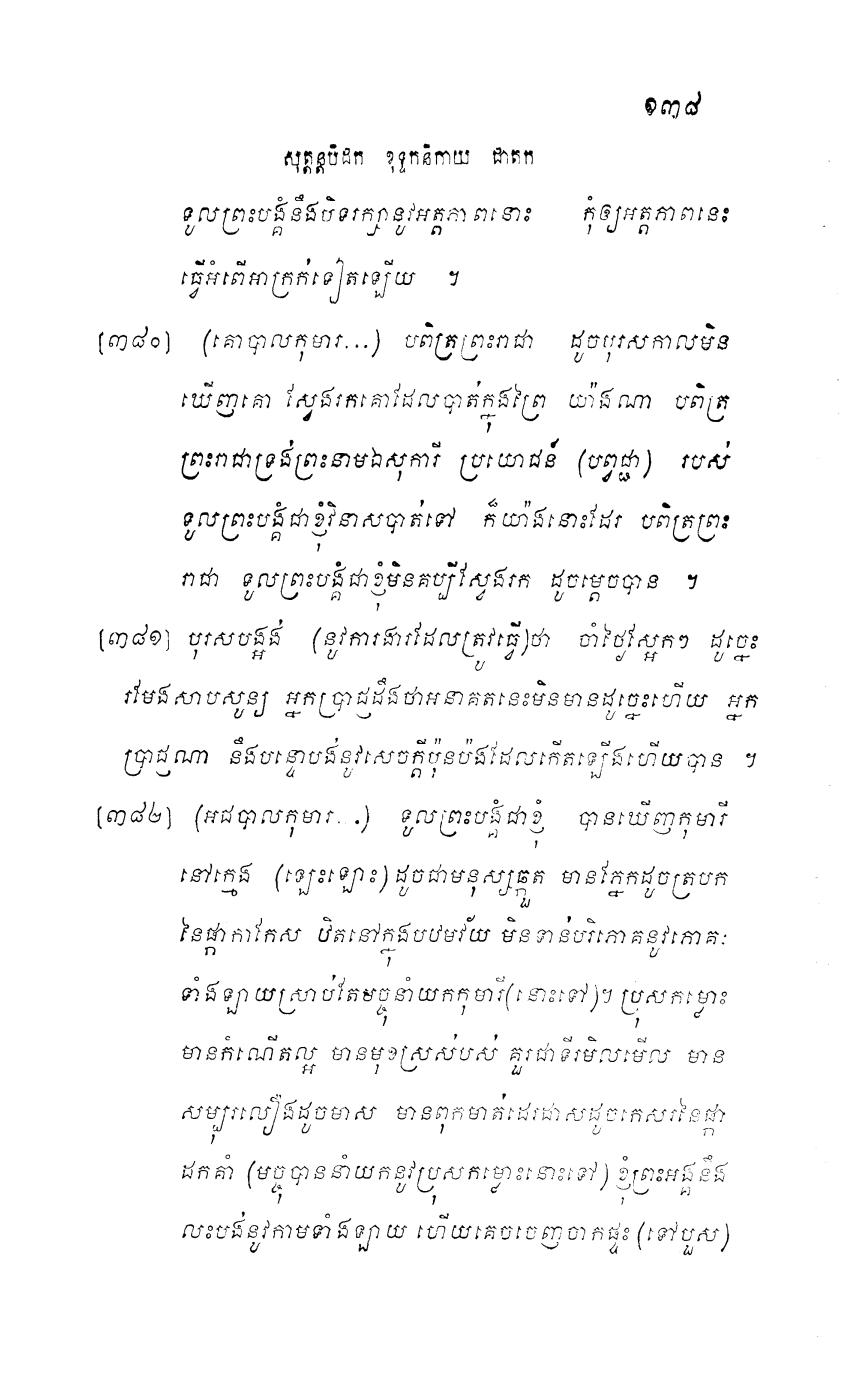 ១៣៨
សុត្តន្តបិដក ខុទ្ទកនិកាយ ជាតក
ទូលព្រះបង្គំនឹងបិទរក្សានូវអត្តភាពនោះ កុំឲ្យអត្តភាពនេះ
ធ្វើអំពើអាក្រក់ទៀតឡើយ ។
[៣៨០] (គោបាលកុមារ...) បពិត្រព្រះរាជា ដូចបុរសកាលមិន
ឃើញគោ ស្វែងរកគោដែលបាត់ក្នុងព្រៃ យ៉ាងណា បពិត្រ
ព្រះរាជាទ្រង់ព្រះនាមឯសុការី ប្រយោជន៍ (បព្វជ្ជា) របស់
ទូលព្រះបង្គំជាខ្ញុំវិនាសបាត់ទៅ ក៏យ៉ាងនោះដែរ បពិត្រព្រះ
រាជា ទូលព្រះបង្គំជាខ្ញុំមិនគប្បីស្វែងរក ដូចម្តេចបាន ។
[៣៨១] បុរសបង្អង់ (នូវការងារដែលត្រូវធ្វើ)ថា ចាំថ្ងៃស្អែកៗ ដូច្នេះ
រមែងសាបសូន្យ អ្នកប្រាជ្ញដឹងថាអនាគតនេះមិនមានដូច្នេះហើយ អ្នក
ប្រាជ្ញណា នឹងបន្ទោបង់នូវសេចក្តីប៉ុនប៉ងដែលកើតឡើងហើយបាន ។
[៣៨២] (អជបាលកុមារ...) ទូលព្រះបង្គំជាខ្ញុំ បានឃើញកុមារី
នៅក្មេង (ឡេះឡោះ) ដូចជាមនុស្សឆ្កួត មានភ្នែកដូចត្របក
នៃផ្កាកាកែស ឋិតនៅក្នុងបឋមវ័យ មិនទាន់បរិភោគនូវភោគៈ
ទាំងឡាយស្រាប់តែមច្ចុនាំយកកុមារី(នោះទៅ)។ ប្រុសកម្លោះ
មានកំណើតល្អ មានមុខស្រស់បស់ គួរជាទីរមិលមើល មាន
សម្បុរលឿងដូចមាស មានពុកមាត់ដេរដាសដូចកេសរនៃផ្កា
ដកគាំ (មច្ចុបាននាំយកនូវប្រុសកម្លោះនោះទៅ) ខ្ញុំព្រះអង្គនឹង
លះបង់នូវកាមទាំងឡាយ ហើយគេចចេញចាកផ្ទះ (ទៅបួស)